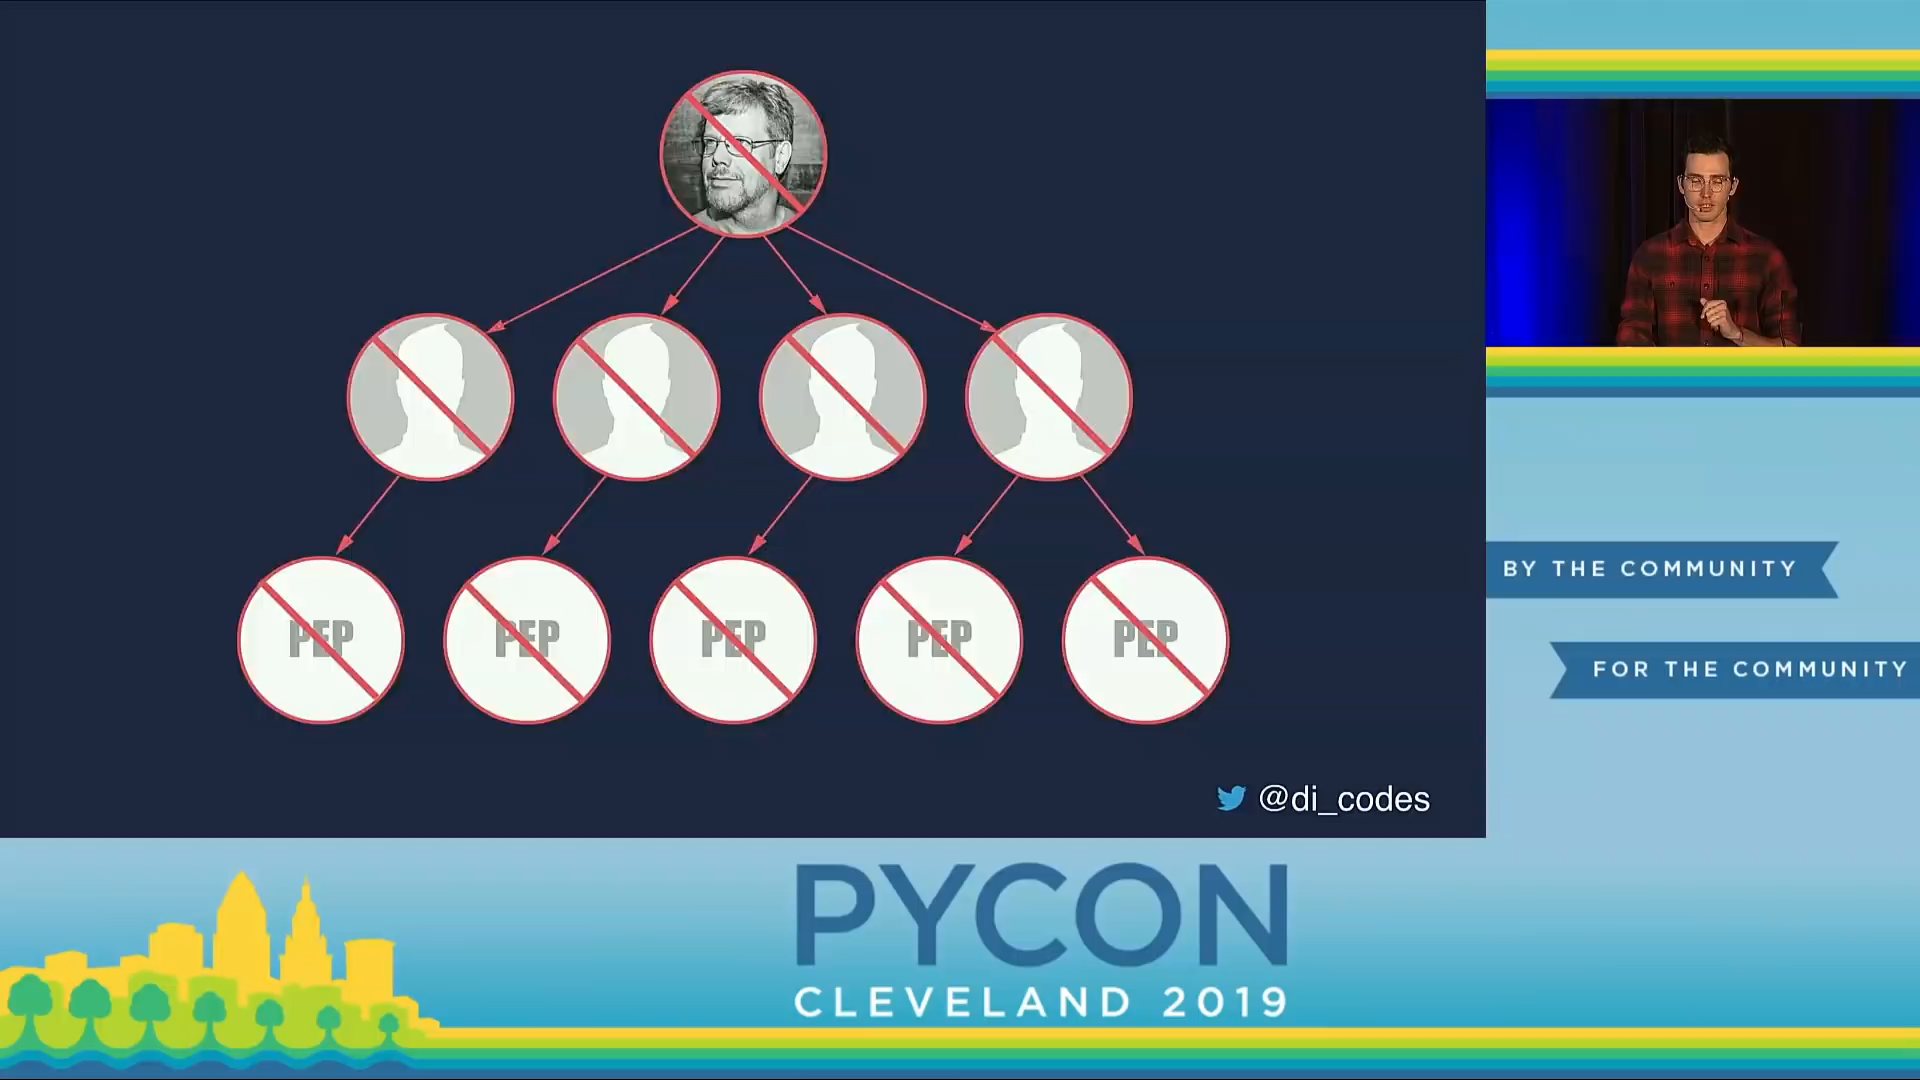 PEP
PEP
PEP
PEP
PEP
@di_codes
BY THE COMMUNITY
FOR THE COMMUNITY
PYCON
CLEVELAND 2019